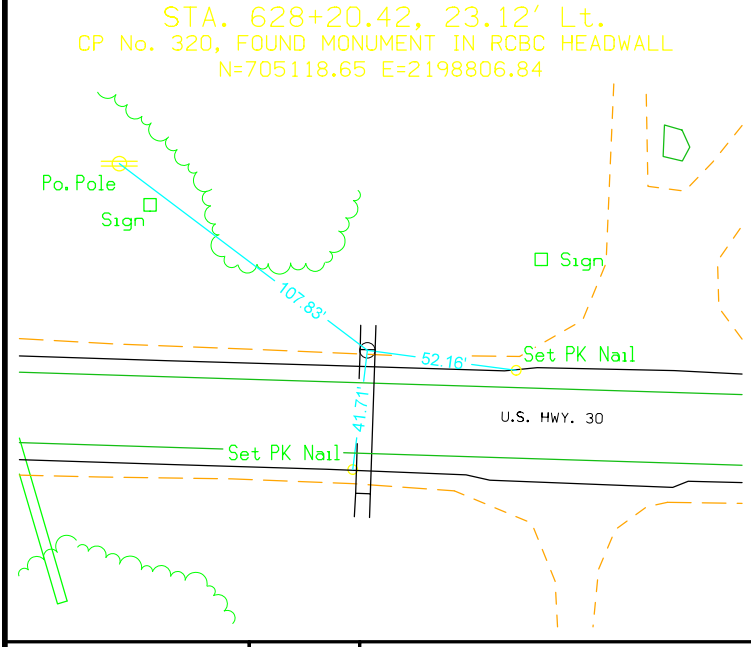 STA. 628+20.42, 23.12' Lt.
CP No. 320, FOUND MONUMENT IN RCBC HEADWALL
N=705118.65 E=2198806.84
Po. Pole
Sign
Sign
107.83'
52.16'
Set PK Nail
41.71'
U.S. HWY. 30
Set PK Nail